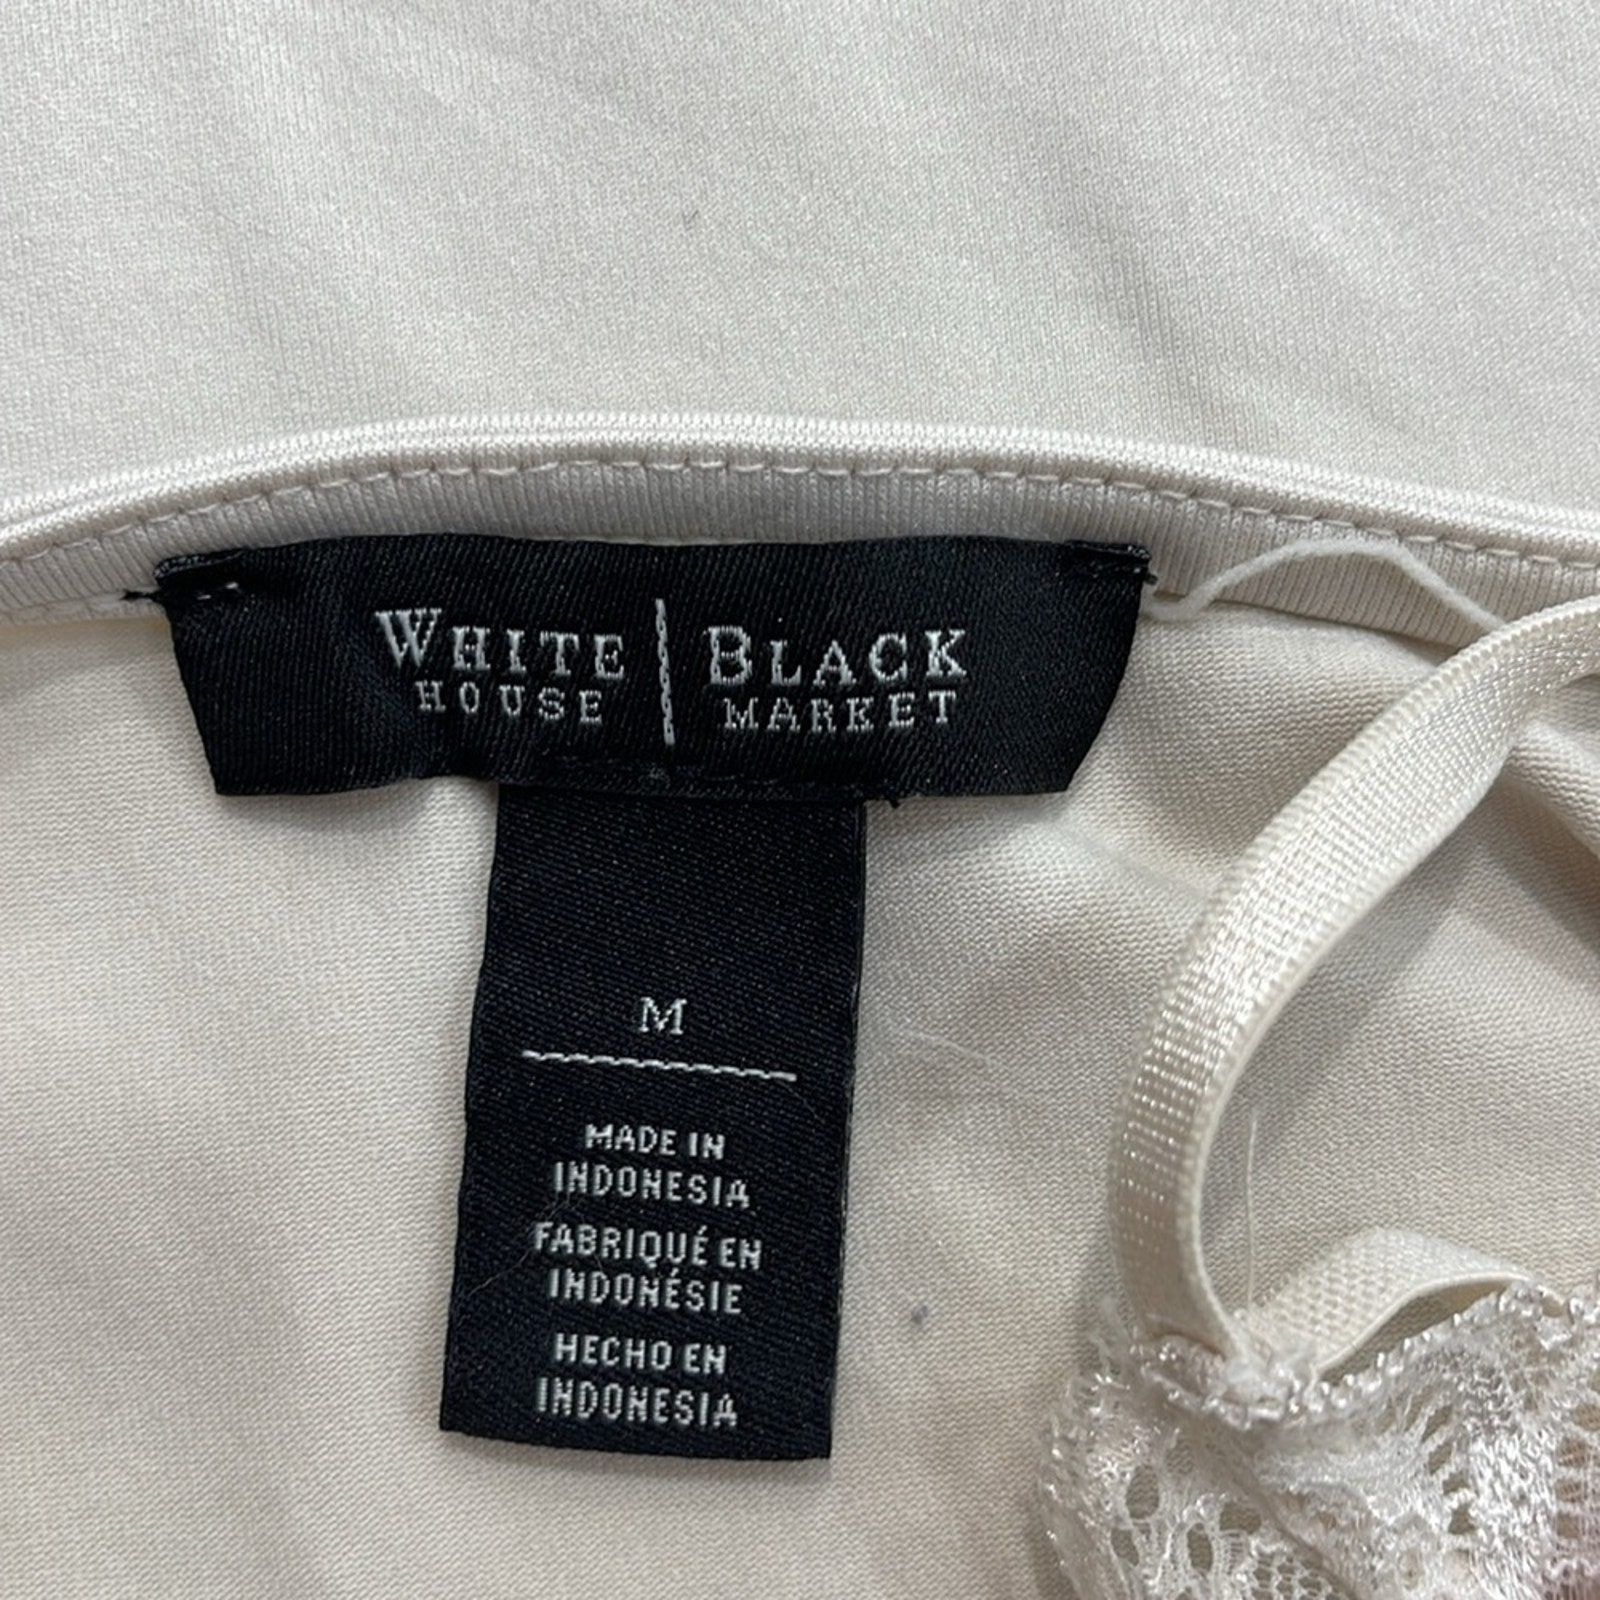 WHITE | BLACK
HOUSE | MARKET
M
MADE IN
INDONESIA
FABRIQUÉ EN
INDONÉSIE
HECHO EN
INDONESIA